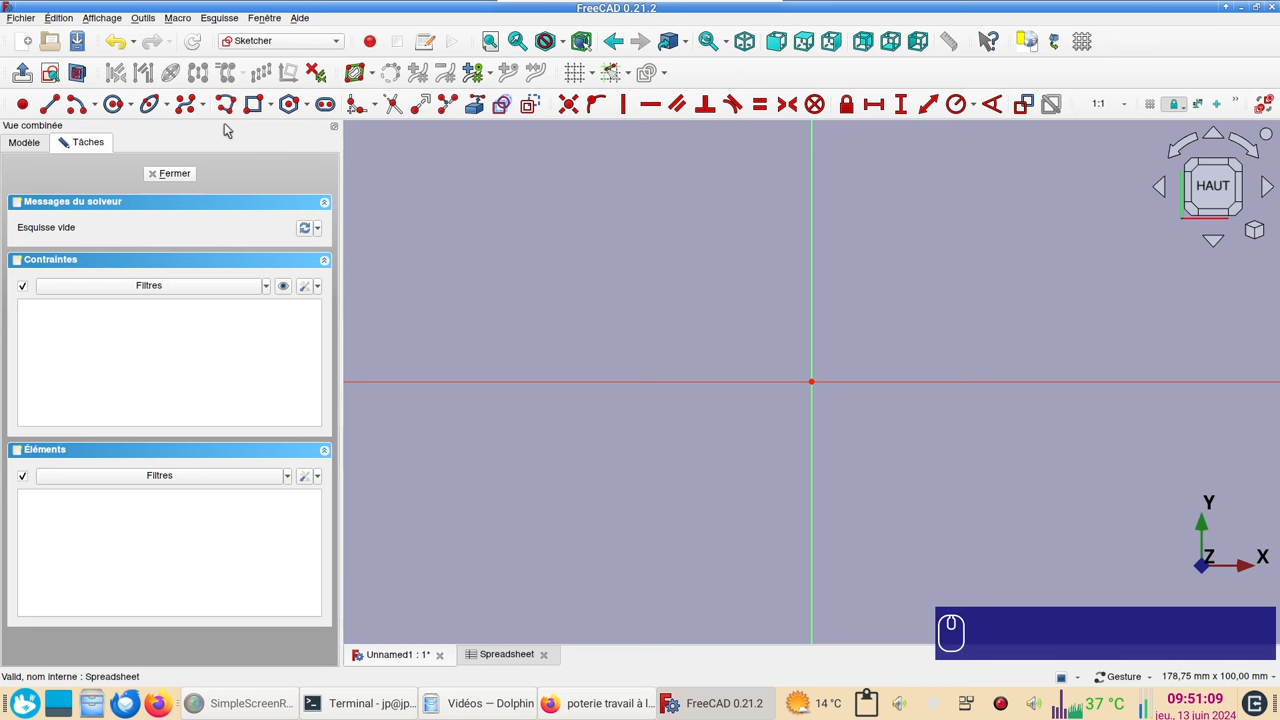 FreeCAD 0.21.2
Fichier Édition Affichage Outils Macro Esquisse Fenêtre Aide
Sketcher
1:1
Vue combinée
Modèle Tâches
Fermer
Messages du solveur
Esquisse vide
Contraintes
Filtres
Éléments
Filtres
HAUT
Y
Z
X
Unnamed1 : 1*
Spreadsheet
Valid, nom interne : Spreadsheet
Gesture
178,75 mm x 100,00 mm
SimpleScreenR...
Terminal - jp@jp...
Vidéos — Dolphin
poterie travail à l...
FreeCAD 0.21.2
14 °C
37 °C
09:51:09
jeu., 13 juin 2024